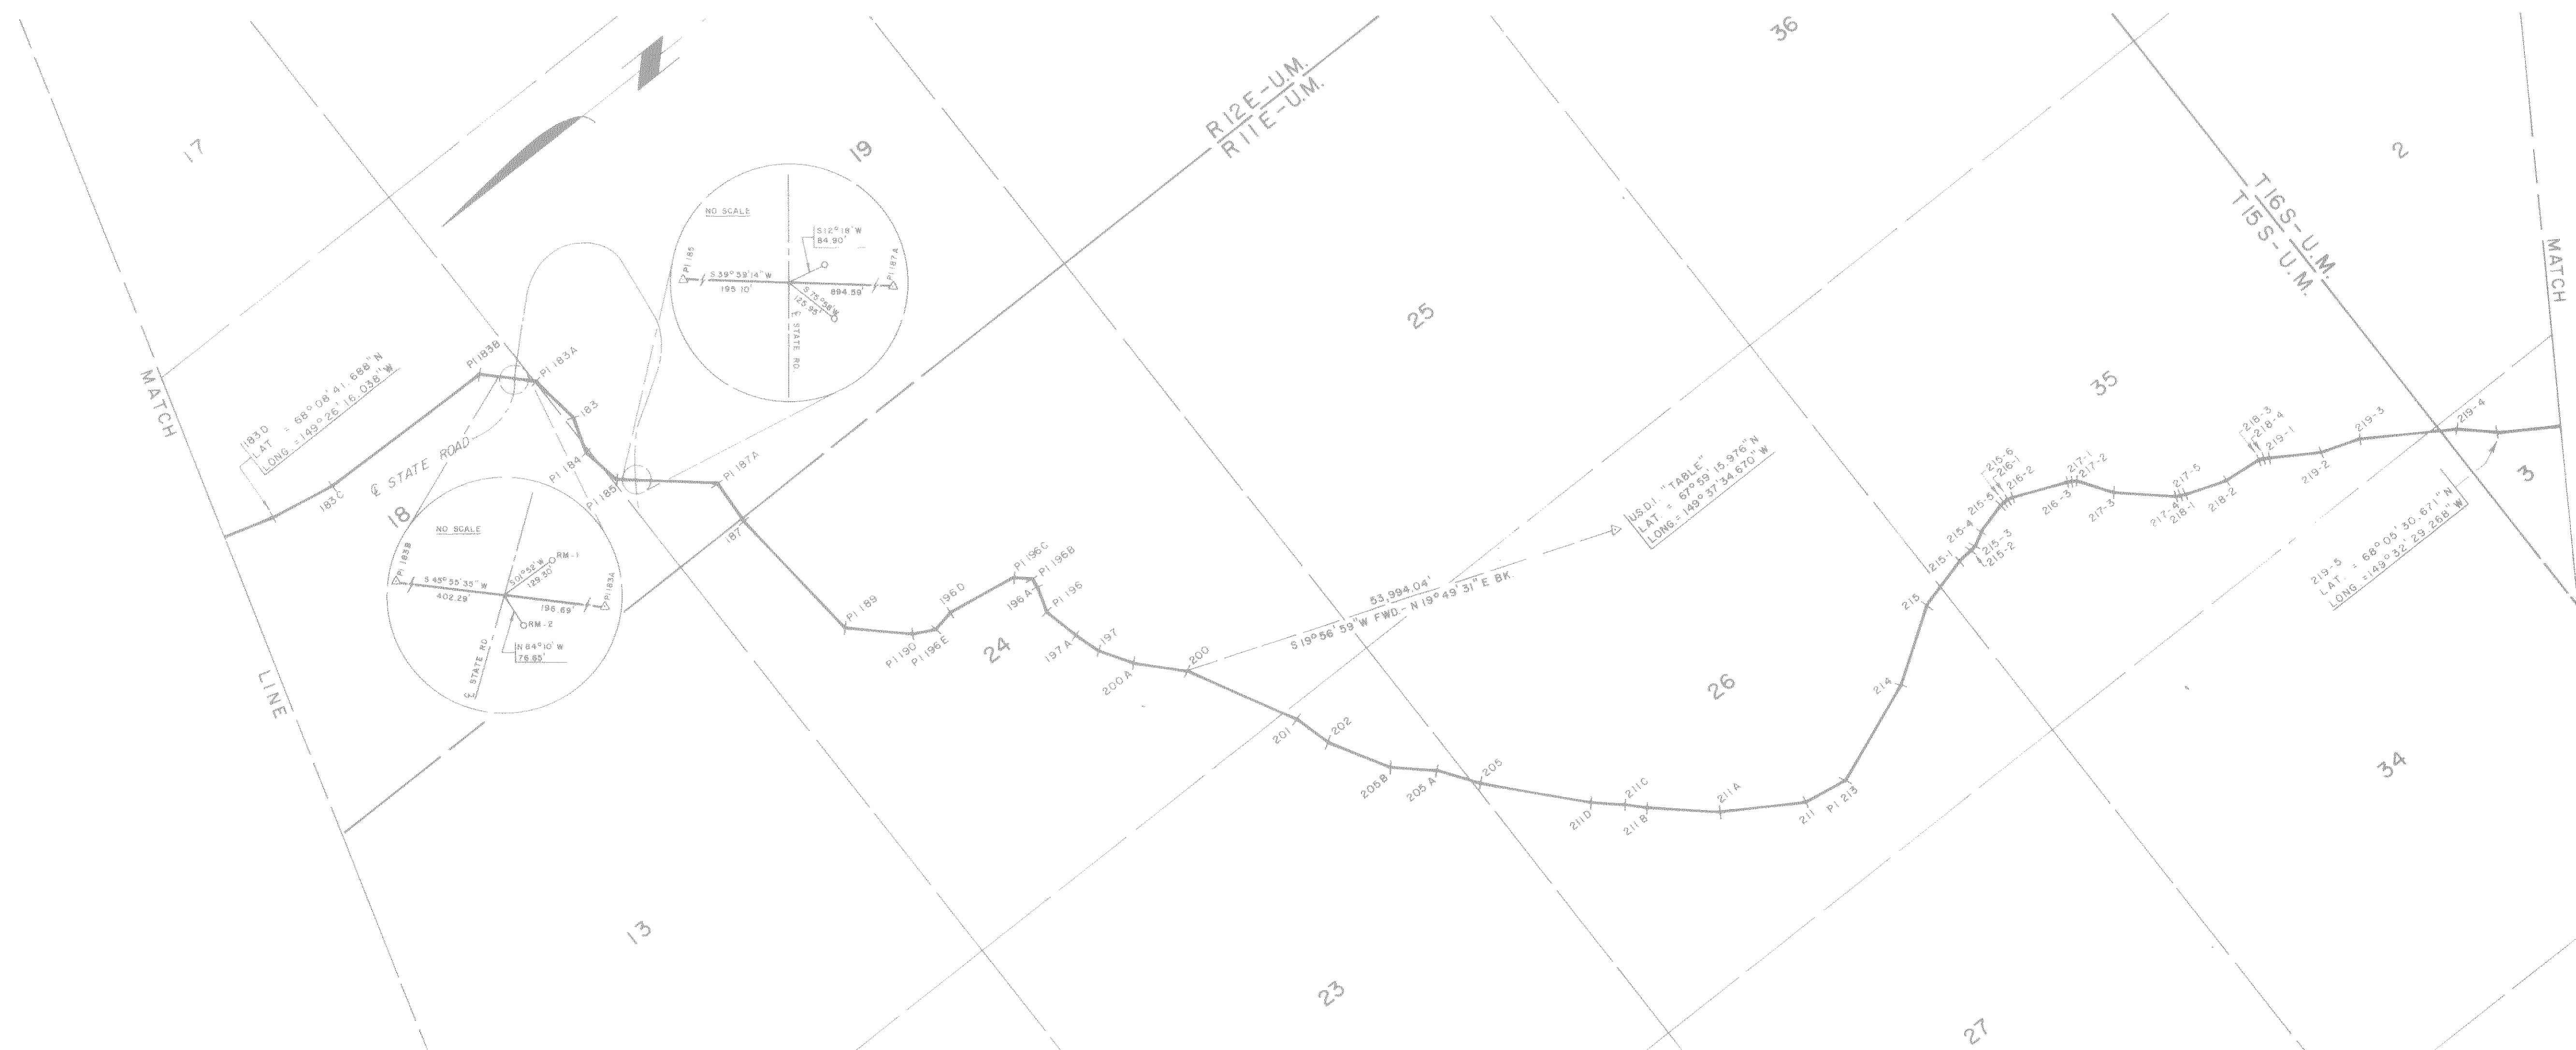 17
19
36
2
R12E-U.M.
R11E-U.M.
T16S-U.M.
T15S-U.M.
MATCH
MATCH
LINE
1183D
LAT. = 68°08'41.688"N
LONG. =149°26'16.038"W
183C
℄ STATE ROAD
18
PI 183B
PI 183A
183
PI 184
PI 185
NO SCALE
PI 185
S 39°59'14"W
195.10'
S12°18'W
84.90'
894.59'
PI 187A
S 75°58'W
125.95'
℄ STATE RD.
NO SCALE
PI 183B
S 45°55'35"W
402.29'
S 01°52'W
129.30'
RM-1
196.69'
PI 183A
RM-2
N 84°10'W
76.65'
℄ STATE RD.
PI 187A
187
PI 189
PI 190
PI 196E
196D
PI 196C
PI 196B
196A
PI 196
24
197A
197
200A
200
53,994.04'
S 19°56'59"W FWD.- N 19°49'31"E BK.
U.S.D.I. "TABLE"
LAT. = 67°59'15.976"N
LONG.= 149°37'34.670"W
25
201
202
205B
205A
205
211D
211C
211B
211A
211
PI 213
214
215
26
35
215-1
215-4
215-3
215-2
215-5
215-6
216-1
216-2
216-3
217-1
217-2
217-3
217-4
217-5
218-1
218-2
218-3
218-4
219-1
219-2
219-3
219-4
219-5
LAT. = 68°05'30.671"N
LONG. =149°32'29.268"W
3
34
13
23
27